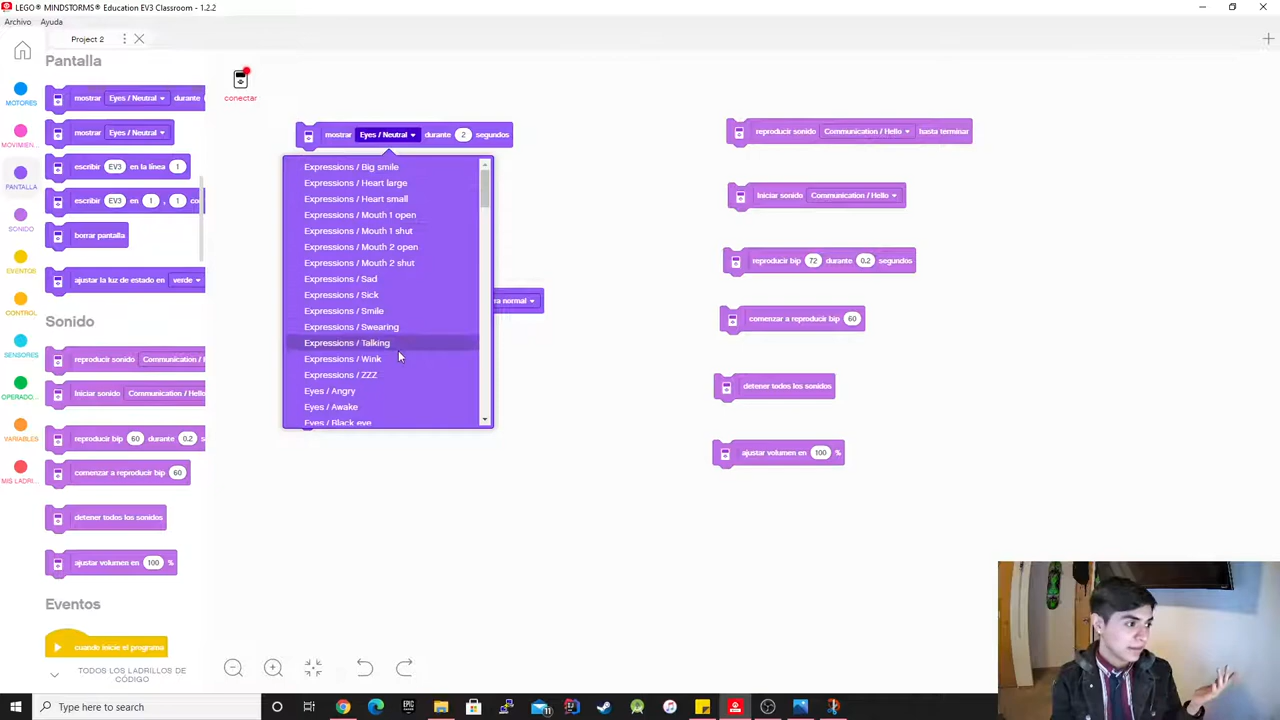 LEGO® MINDSTORMS® Education EV3 Classroom - 1.2.2
Archivo Ayuda
Project 2
Pantalla
mostrar Eyes / Neutral durante
mostrar Eyes / Neutral
escribir EV3 en la línea 1
escribir EV3 en 1 , 1 co
borrar pantalla
ajustar la luz de estado en verde
Sonido
reproducir sonido Communication / H
Iniciar sonido Communication / Hello
reproducir bip 60 durante 0.2 s
comenzar a reproducir bip 60
detener todos los sonidos
ajustar volumen en 100 %
Eventos
cuando inicie el programa
TODOS LOS LADRILLOS DE
CÓDIGO
MOTORES
MOVIMIEN...
PANTALLA
SONIDO
EVENTOS
CONTROL
SENSORES
OPERADO...
VARIABLES
MIS LADRI...
conectar
mostrar Eyes / Neutral durante 2 segundos
Expressions / Big smile
Expressions / Heart large
Expressions / Heart small
Expressions / Mouth 1 open
Expressions / Mouth 1 shut
Expressions / Mouth 2 open
Expressions / Mouth 2 shut
Expressions / Sad
Expressions / Sick
Expressions / Smile
Expressions / Swearing
Expressions / Talking
Expressions / Wink
Expressions / ZZZ
Eyes / Angry
Eyes / Awake
Eyes / Black eye
ra normal
reproducir sonido Communication / Hello hasta terminar
Iniciar sonido Communication / Hello
reproducir bip 72 durante 0.2 segundos
comenzar a reproducir bip 60
detener todos los sonidos
ajustar volumen en 100 %
Type here to search
EPIC
GAMES
11